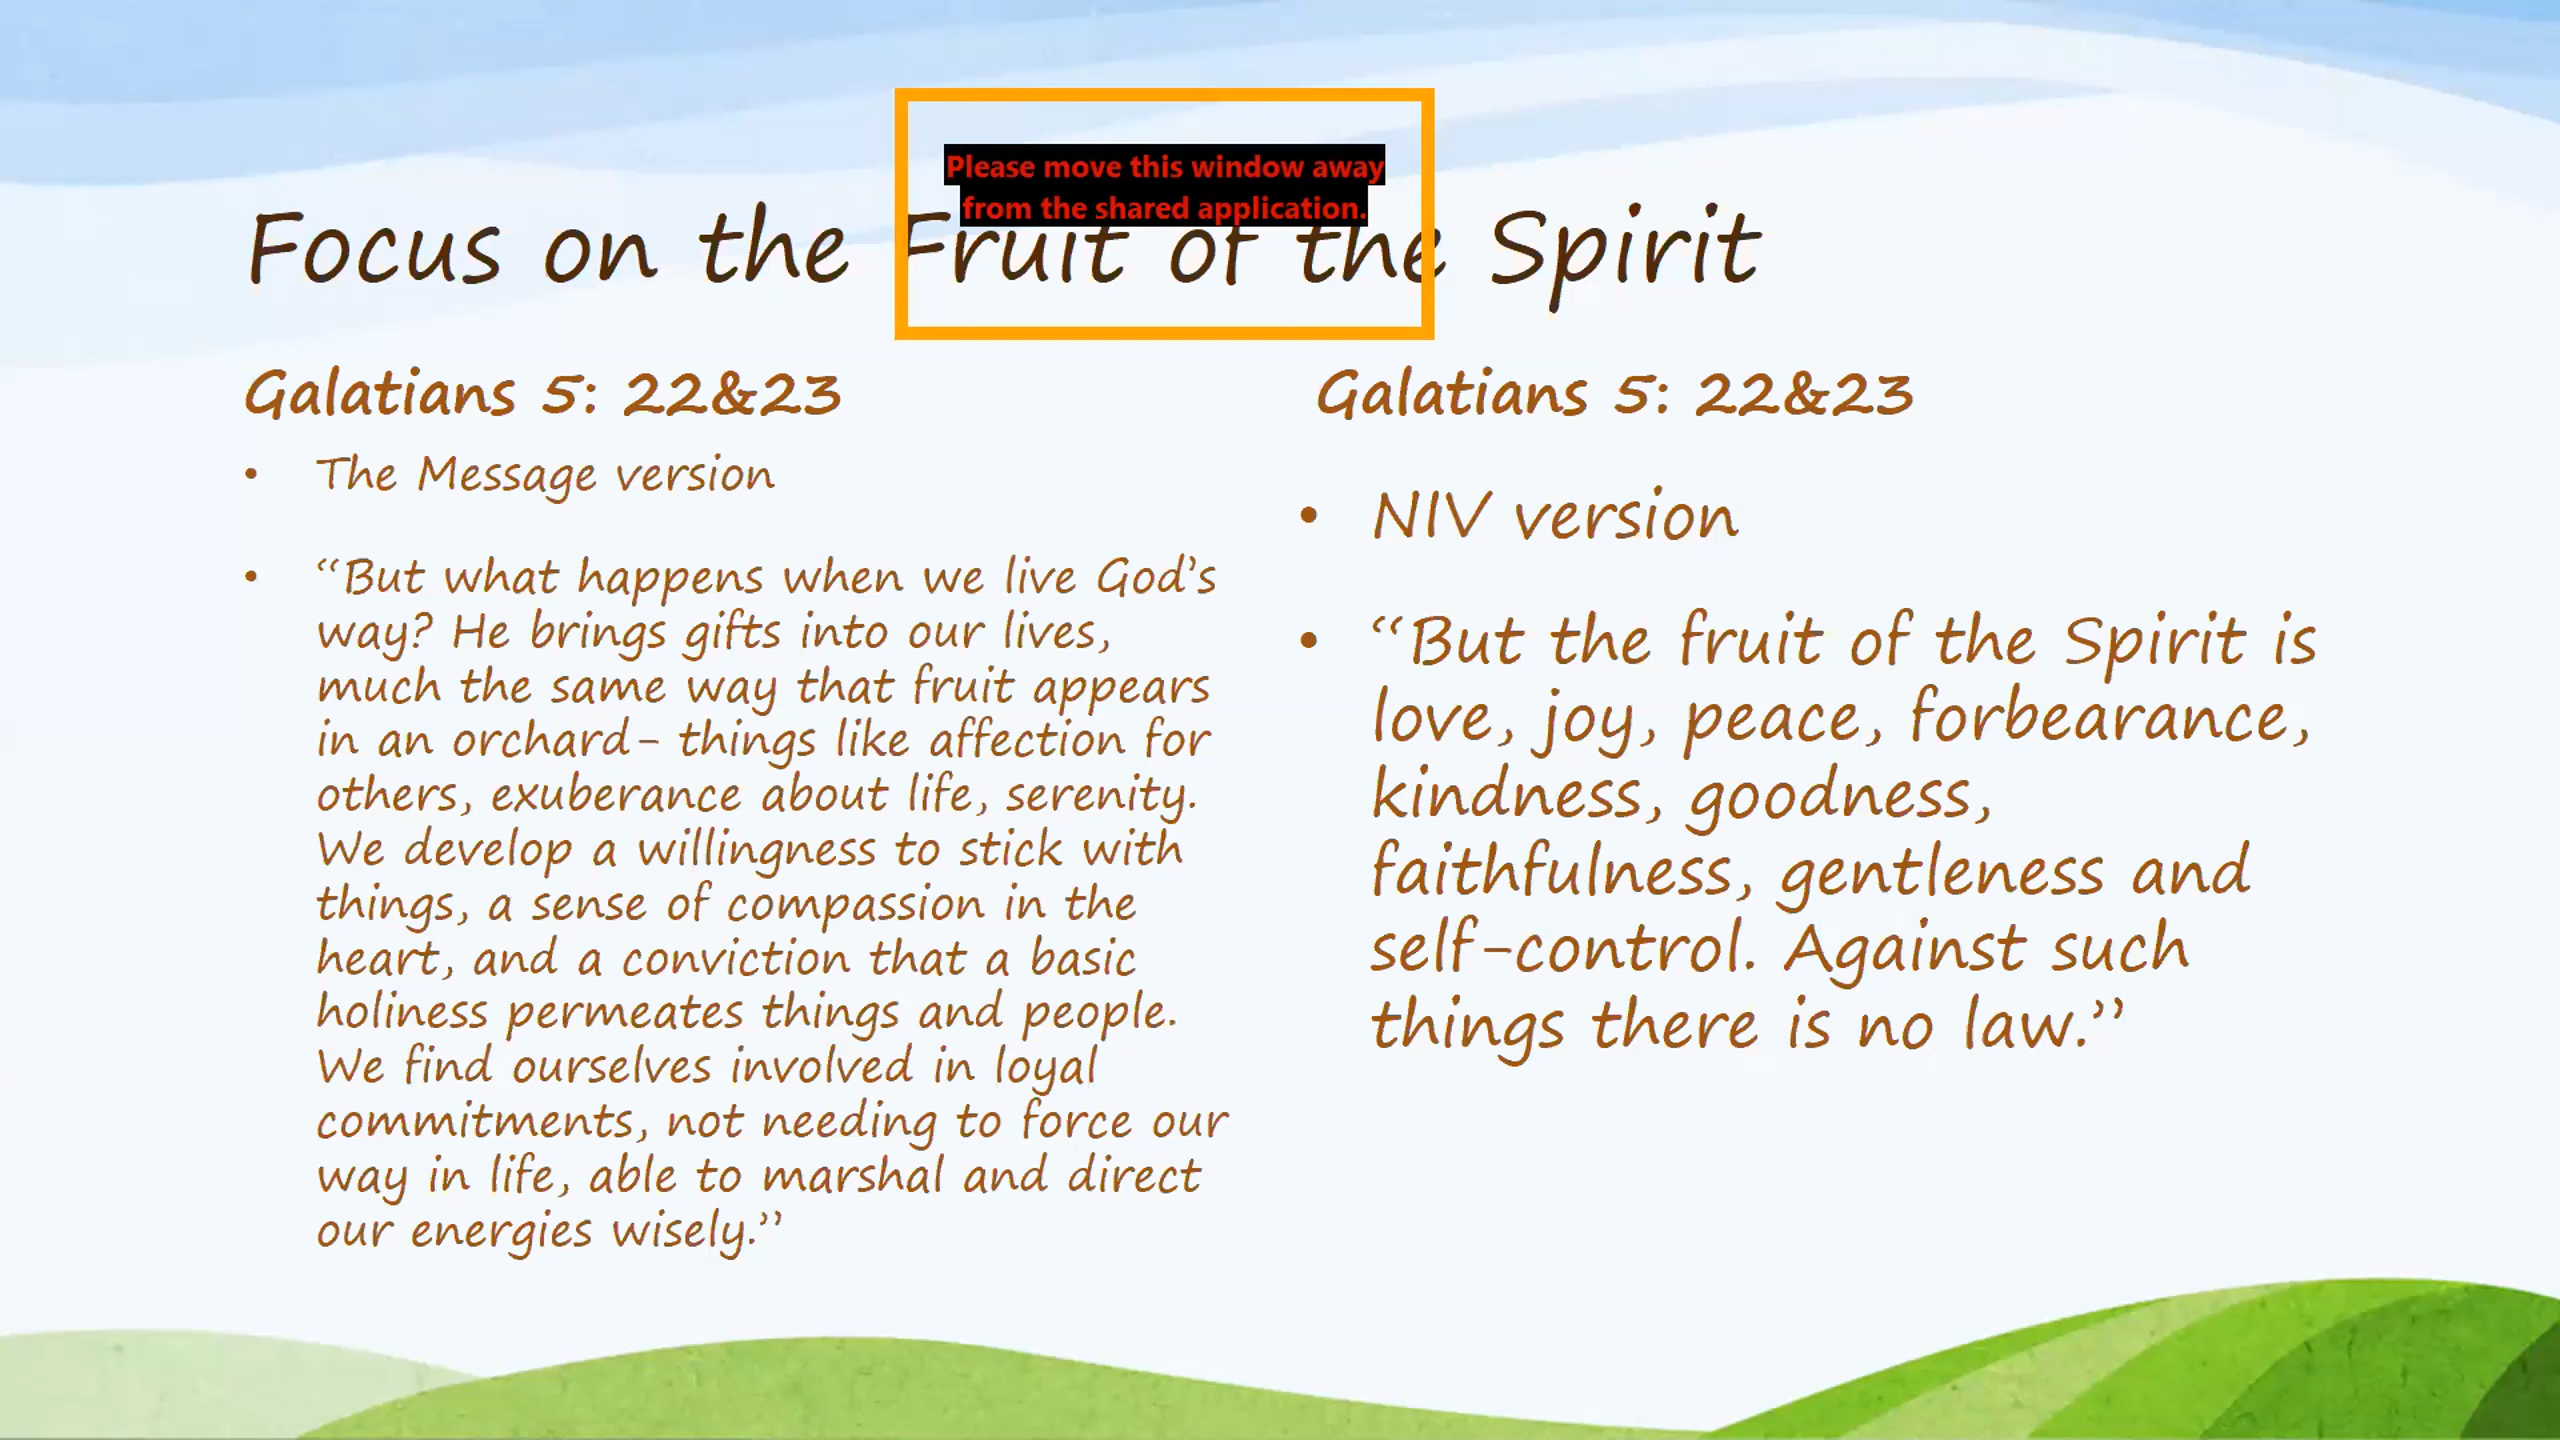 Please move this window away
from the shared application.
Focus on the Fruit of the Spirit
Galatians 5: 22&23
• The Message version
• “But what happens when we live God’s
way? He brings gifts into our lives,
much the same way that fruit appears
in an orchard– things like affection for
others, exuberance about life, serenity.
We develop a willingness to stick with
things, a sense of compassion in the
heart, and a conviction that a basic
holiness permeates things and people.
We find ourselves involved in loyal
commitments, not needing to force our
way in life, able to marshal and direct
our energies wisely.”
Galatians 5: 22&23
• NIV version
• “But the fruit of the Spirit is
love, joy, peace, forbearance,
kindness, goodness,
faithfulness, gentleness and
self-control. Against such
things there is no law.”